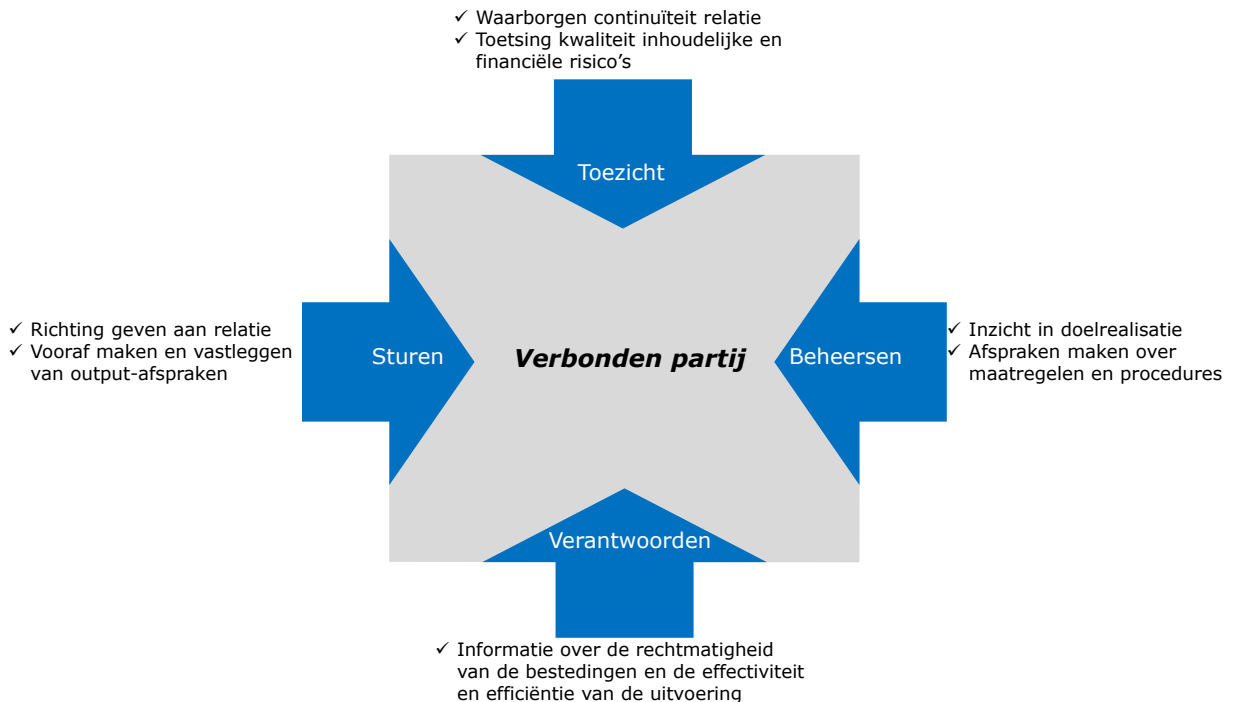 ✓ Waarborgen continuïteit relatie
✓ Toetsing kwaliteit inhoudelijke en
financiële risico's
Toezicht
✓ Richting geven aan relatie
✓ Vooraf maken en vastleggen
van output-afspraken
Sturen
Verbonden partij
Beheersen
✓ Inzicht in doelrealisatie
✓ Afspraken maken over
maatregelen en procedures
Verantwoorden
✓ Informatie over de rechtmatigheid
van de bestedingen en de effectiviteit
en efficiëntie van de uitvoering